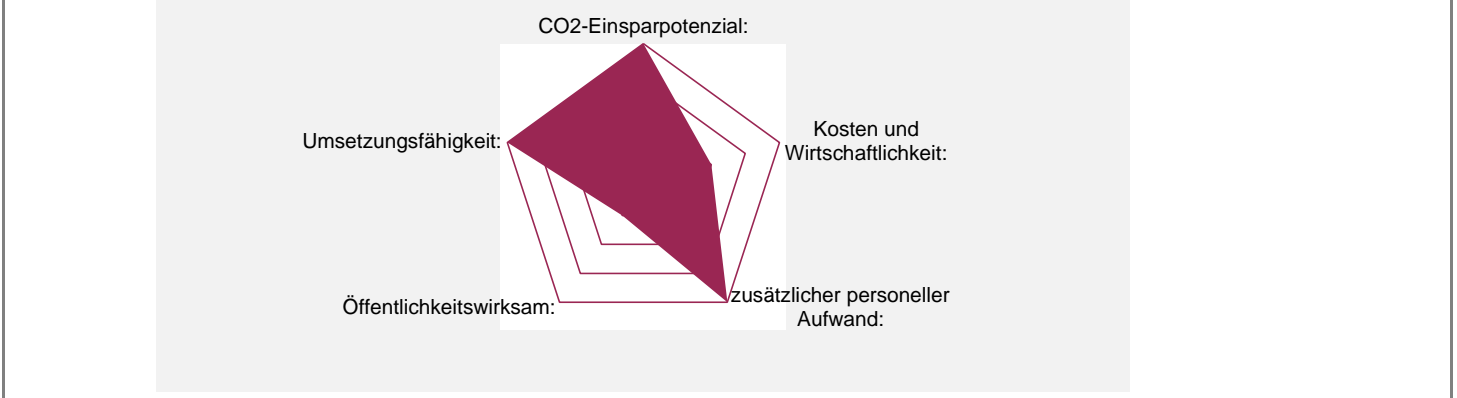 CO2-Einsparpotenzial:
Kosten und
Wirtschaftlichkeit:
Umsetzungsfähigkeit:
zusätzlicher personeller
Aufwand:
Öffentlichkeitswirksam: